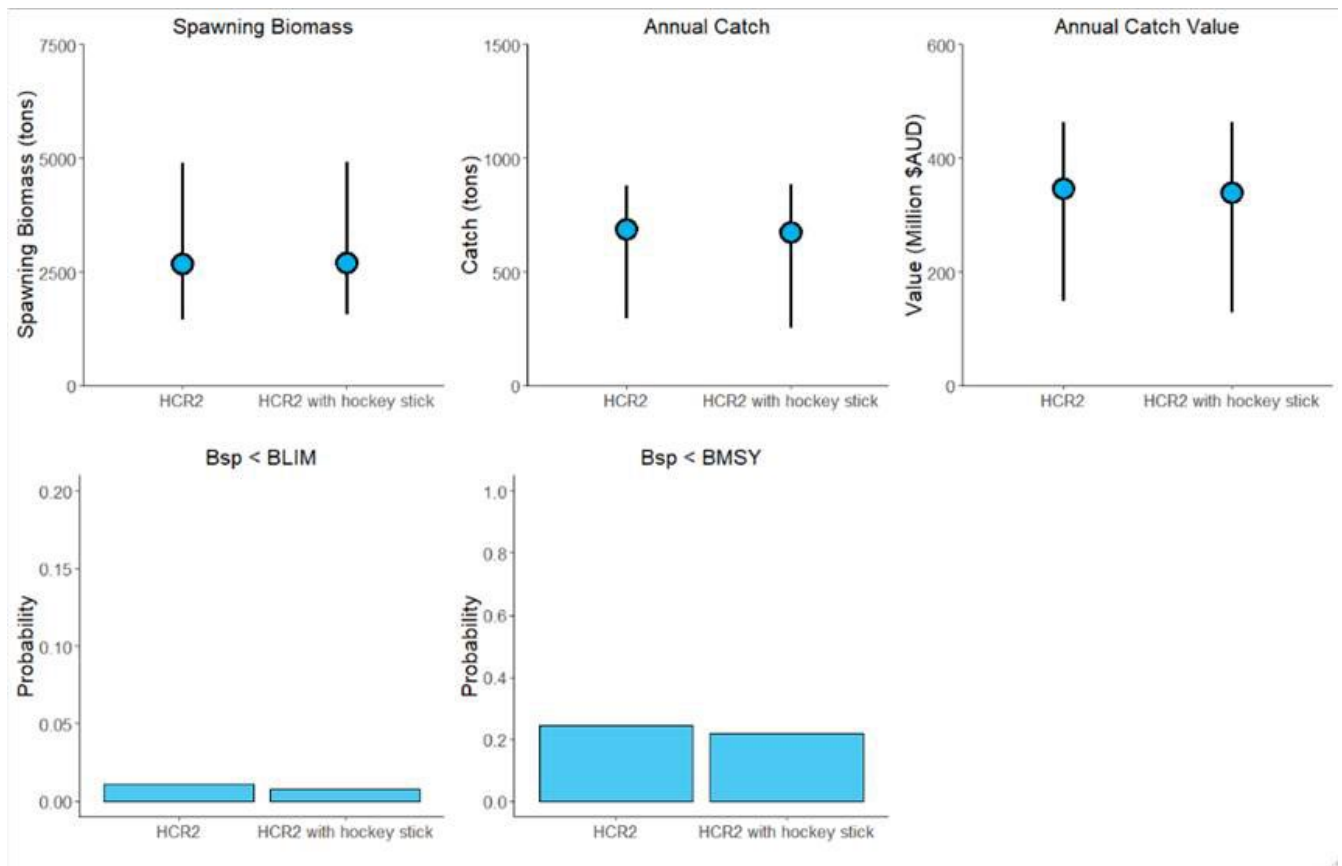 Spawning Biomass
Spawning Biomass (tons)
7500
5000
2500
0
HCR2
HCR2 with hockey stick
Annual Catch
Catch (tons)
1500
1000
500
0
HCR2
HCR2 with hockey stick
Annual Catch Value
Value (Million $AUD)
600
400
200
0
HCR2
HCR2 with hockey stick
Bsp < BLIM
Probability
0.20
0.15
0.10
0.05
0.00
HCR2
HCR2 with hockey stick
Bsp < BMSY
Probability
1.0
0.8
0.6
0.4
0.2
0.0
HCR2
HCR2 with hockey stick